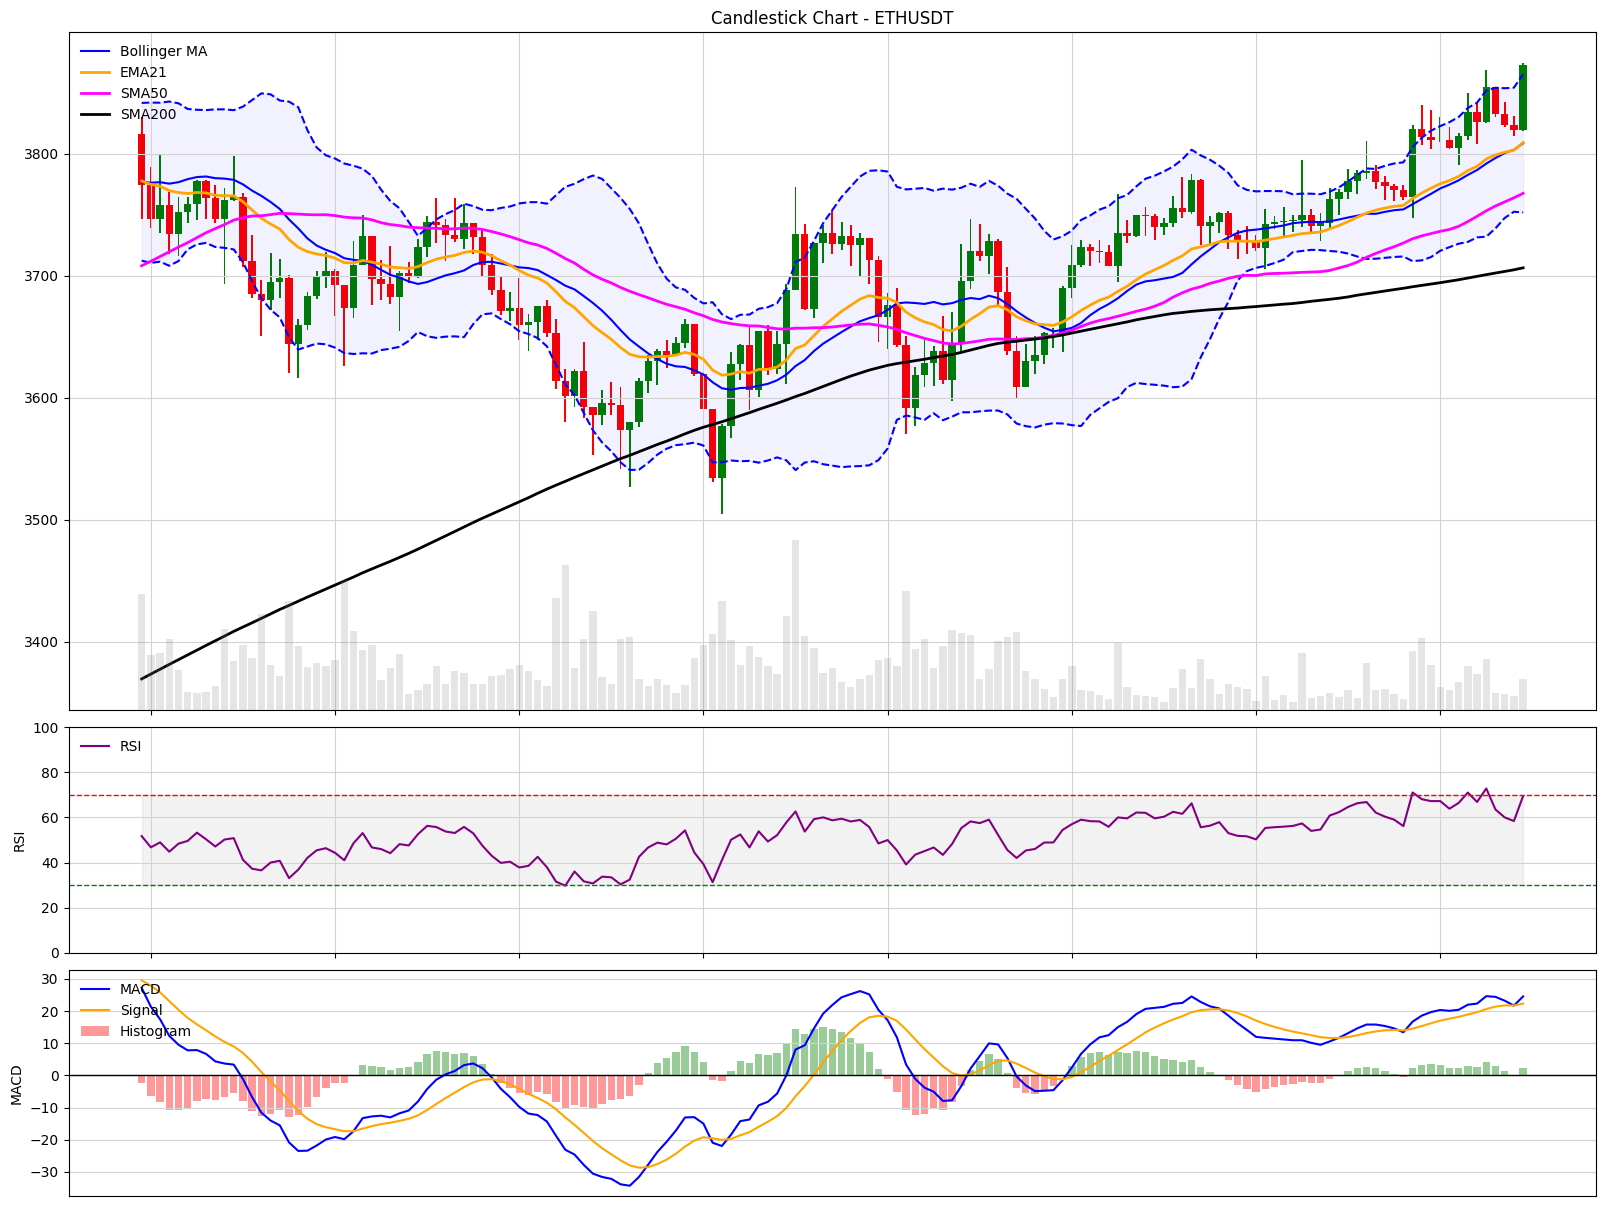 Candlestick Chart - ETHUSDT
Bollinger MA
EMA21
SMA50
SMA200
3800
3700
3600
3500
3400
100
80
60
40
20
0
RSI
RSI
30
20
10
0
−10
−20
−30
MACD
MACD
Signal
Histogram